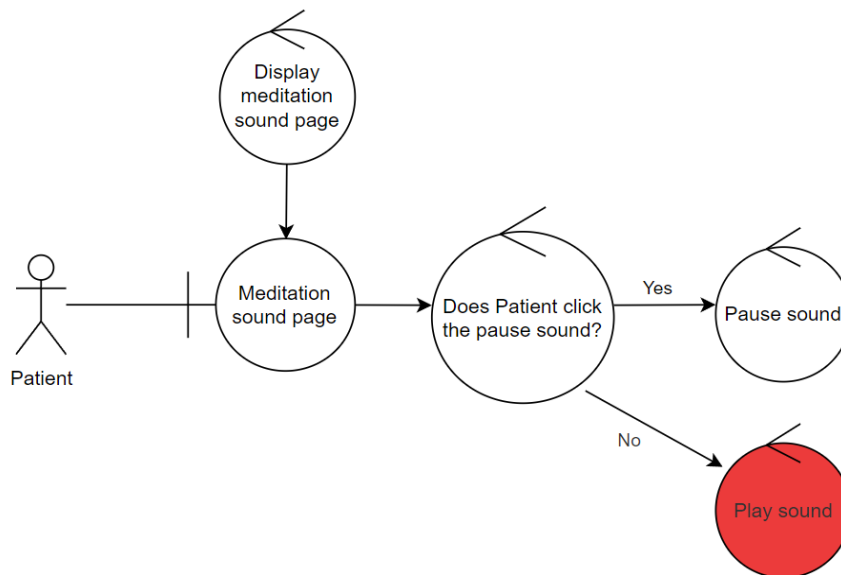 Display
meditation
sound page
Patient
Meditation
sound page
Does Patient click
the pause sound?
Yes
Pause sound
No
Play sound